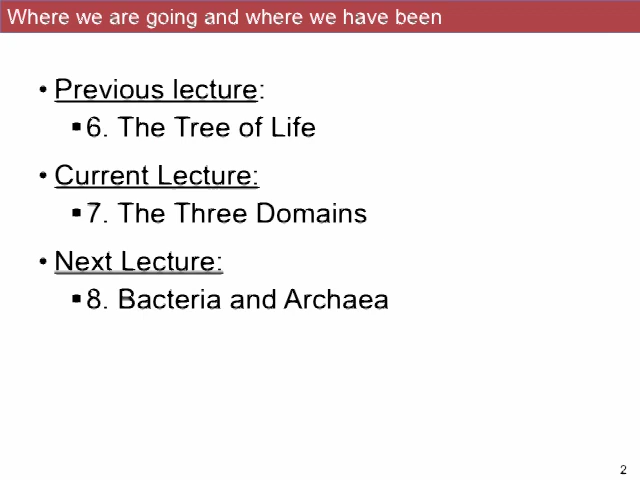 Where we are going and where we have been
• Previous lecture:
▪ 6. The Tree of Life
• Current Lecture:
▪ 7. The Three Domains
• Next Lecture:
▪ 8. Bacteria and Archaea
2